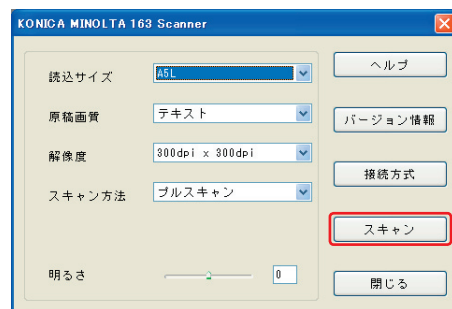 KONICA MINOLTA 163 Scanner
読込サイズ
A5L
原稿画質
テキスト
解像度
300dpi x 300dpi
スキャン方法
プルスキャン
明るさ
0
ヘルプ
バージョン情報
接続方式
スキャン
閉じる